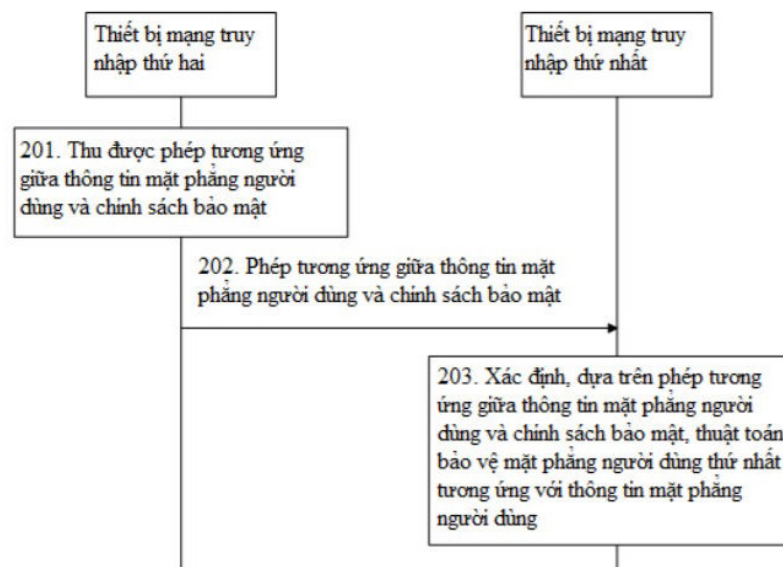 Thiết bị mạng truy
nhập thứ hai
Thiết bị mạng truy
nhập thứ nhất
201. Thu được phép tương ứng
giữa thông tin mặt phẳng người
dùng và chính sách bảo mật
202. Phép tương ứng giữa thông tin mặt
phẳng người dùng và chính sách bảo mật
203. Xác định, dựa trên phép tương
ứng giữa thông tin mặt phẳng người
dùng và chính sách bảo mật, thuật toán
bảo vệ mặt phẳng người dùng thứ nhất
tương ứng với thông tin mặt phẳng
người dùng